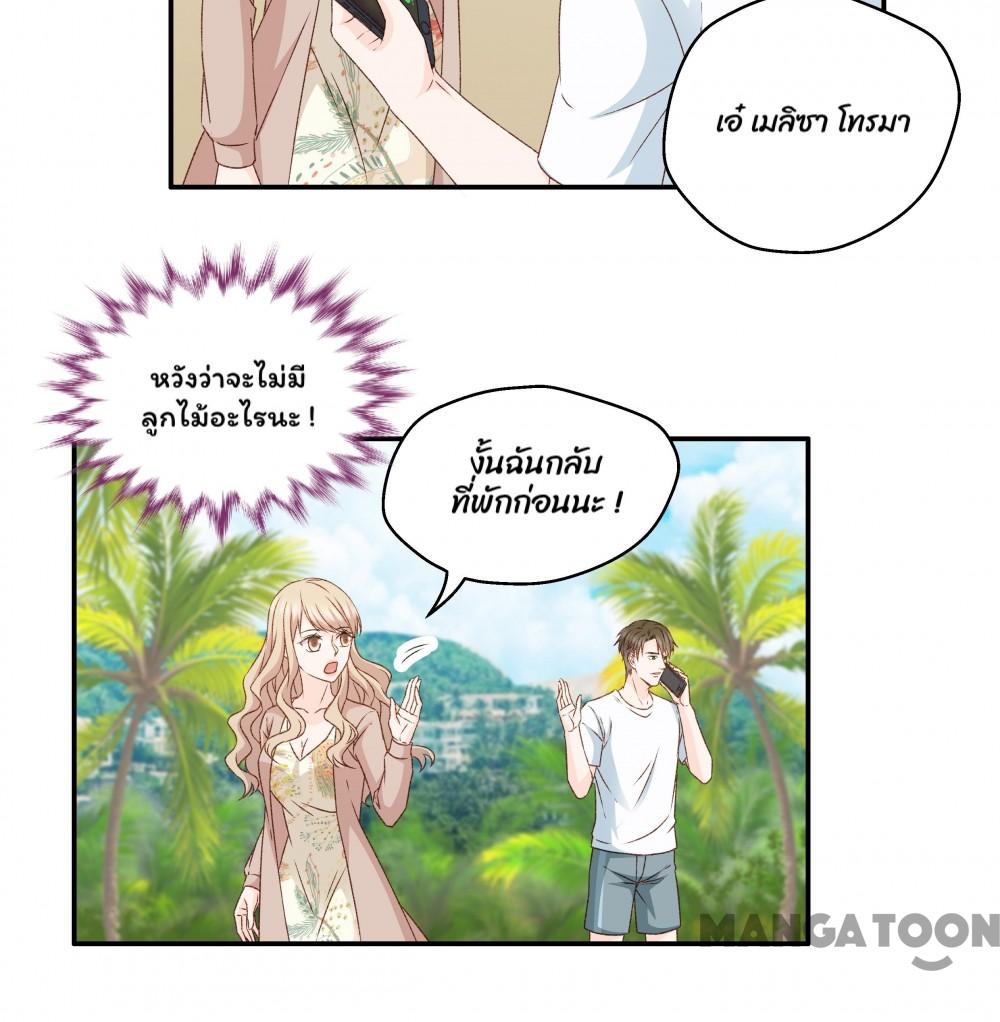 เอ๋ เมลิซา โทรมา
หวังว่าจะไม่มี
ลูกไม้อะไรนะ !
งั้นฉันกลับ
ที่พักก่อนนะ !
MANGATOON